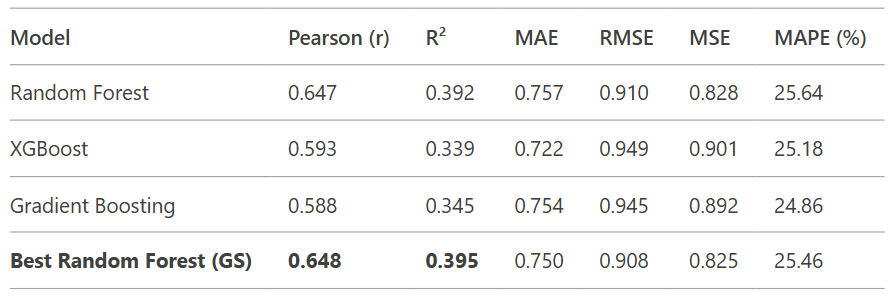 Model Pearson (r) R² MAE RMSE MSE MAPE (%)
Random Forest 0.647 0.392 0.757 0.910 0.828 25.64
XGBoost 0.593 0.339 0.722 0.949 0.901 25.18
Gradient Boosting 0.588 0.345 0.754 0.945 0.892 24.86
Best Random Forest (GS) 0.648 0.395 0.750 0.908 0.825 25.46